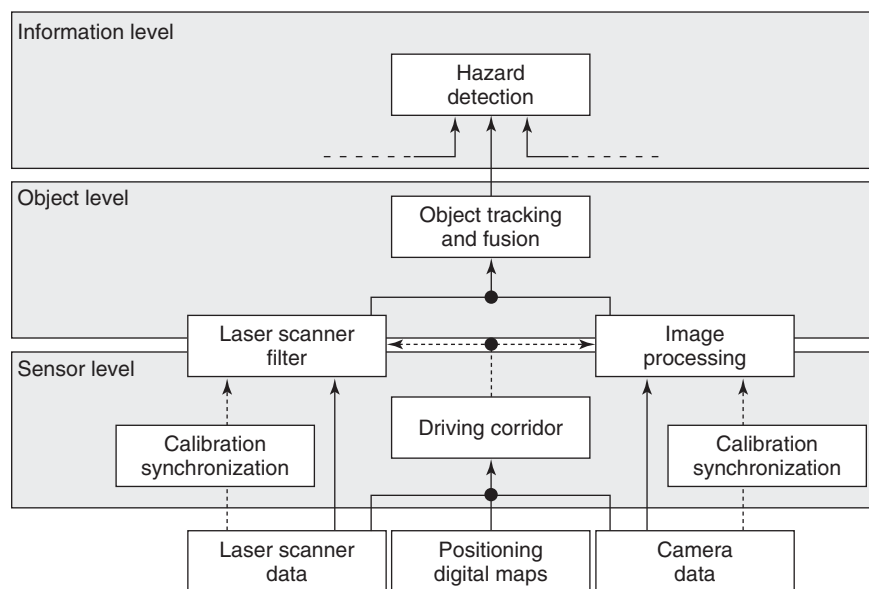 Information level
Hazard
detection
Object level
Object tracking
and fusion
Laser scanner
filter
Image
processing
Sensor level
Driving corridor
Calibration
synchronization
Calibration
synchronization
Laser scanner
data
Positioning
digital maps
Camera
data